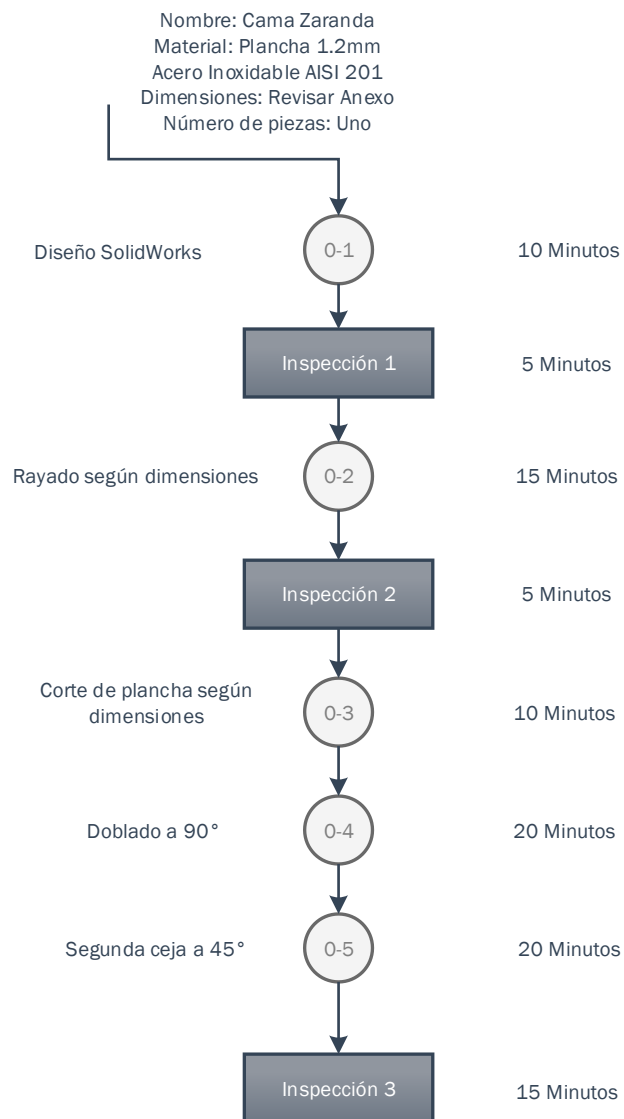 Nombre: Cama Zaranda
Material: Plancha 1.2mm
Acero Inoxidable AISI 201
Dimensiones: Revisar Anexo
Número de piezas: Uno
Diseño SolidWorks
0-1
10 Minutos
Inspección 1
5 Minutos
Rayado según dimensiones
0-2
15 Minutos
Inspección 2
5 Minutos
Corte de plancha según
dimensiones
0-3
10 Minutos
Doblado a 90°
0-4
20 Minutos
Segunda ceja a 45°
0-5
20 Minutos
Inspección 3
15 Minutos